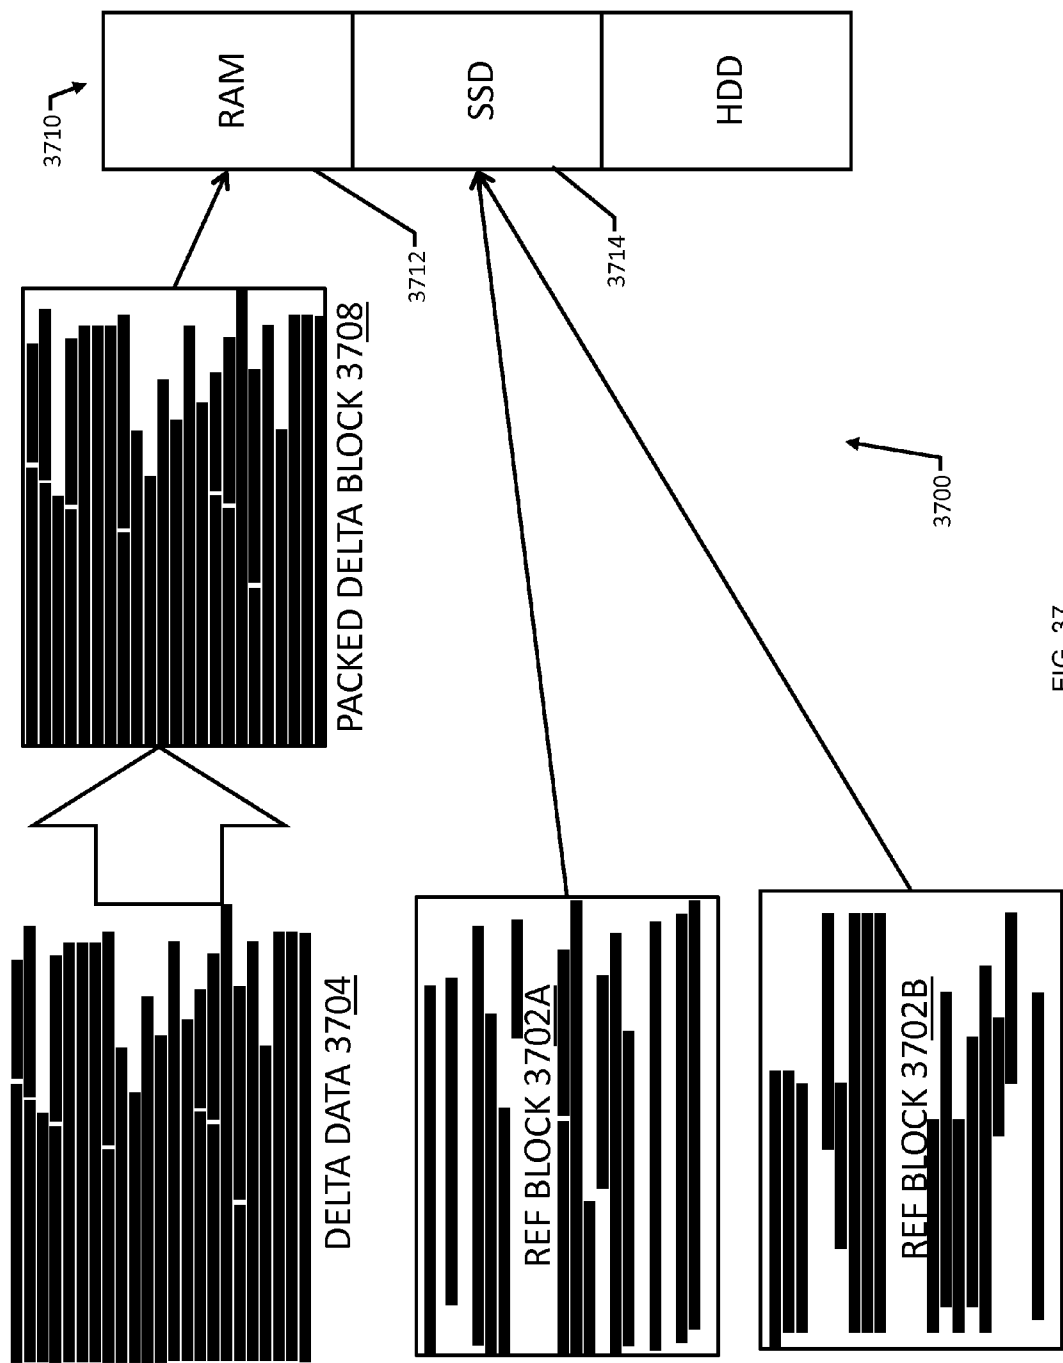 3710
RAM
SSD
HDD
3712
3714
PACKED DELTA BLOCK 3708
3700
DELTA DATA 3704
REF BLOCK 3702A
REF BLOCK 3702B
FIG. 37